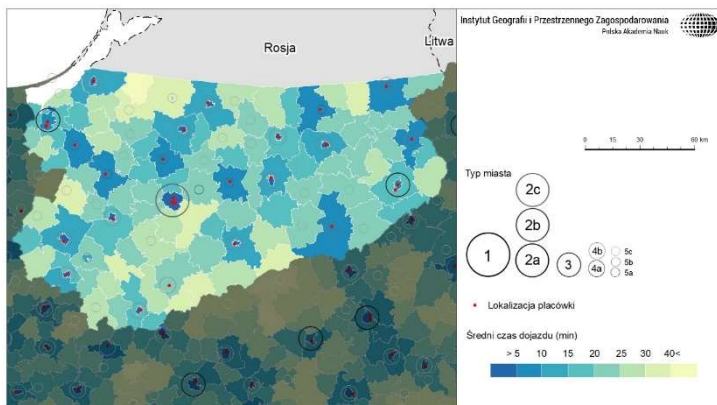 Rosja
Litwa
Instytut Geografii i Przestrzennego Zagospodarowania
Polska Akademia Nauk
0 15 30 60 km
Typ miasta
2c
2b
1 2a 3 4b 4a 5c 5b 5a
Lokalizacja placówki
Średni czas dojazdu (min)
> 5 10 15 20 25 30 40<